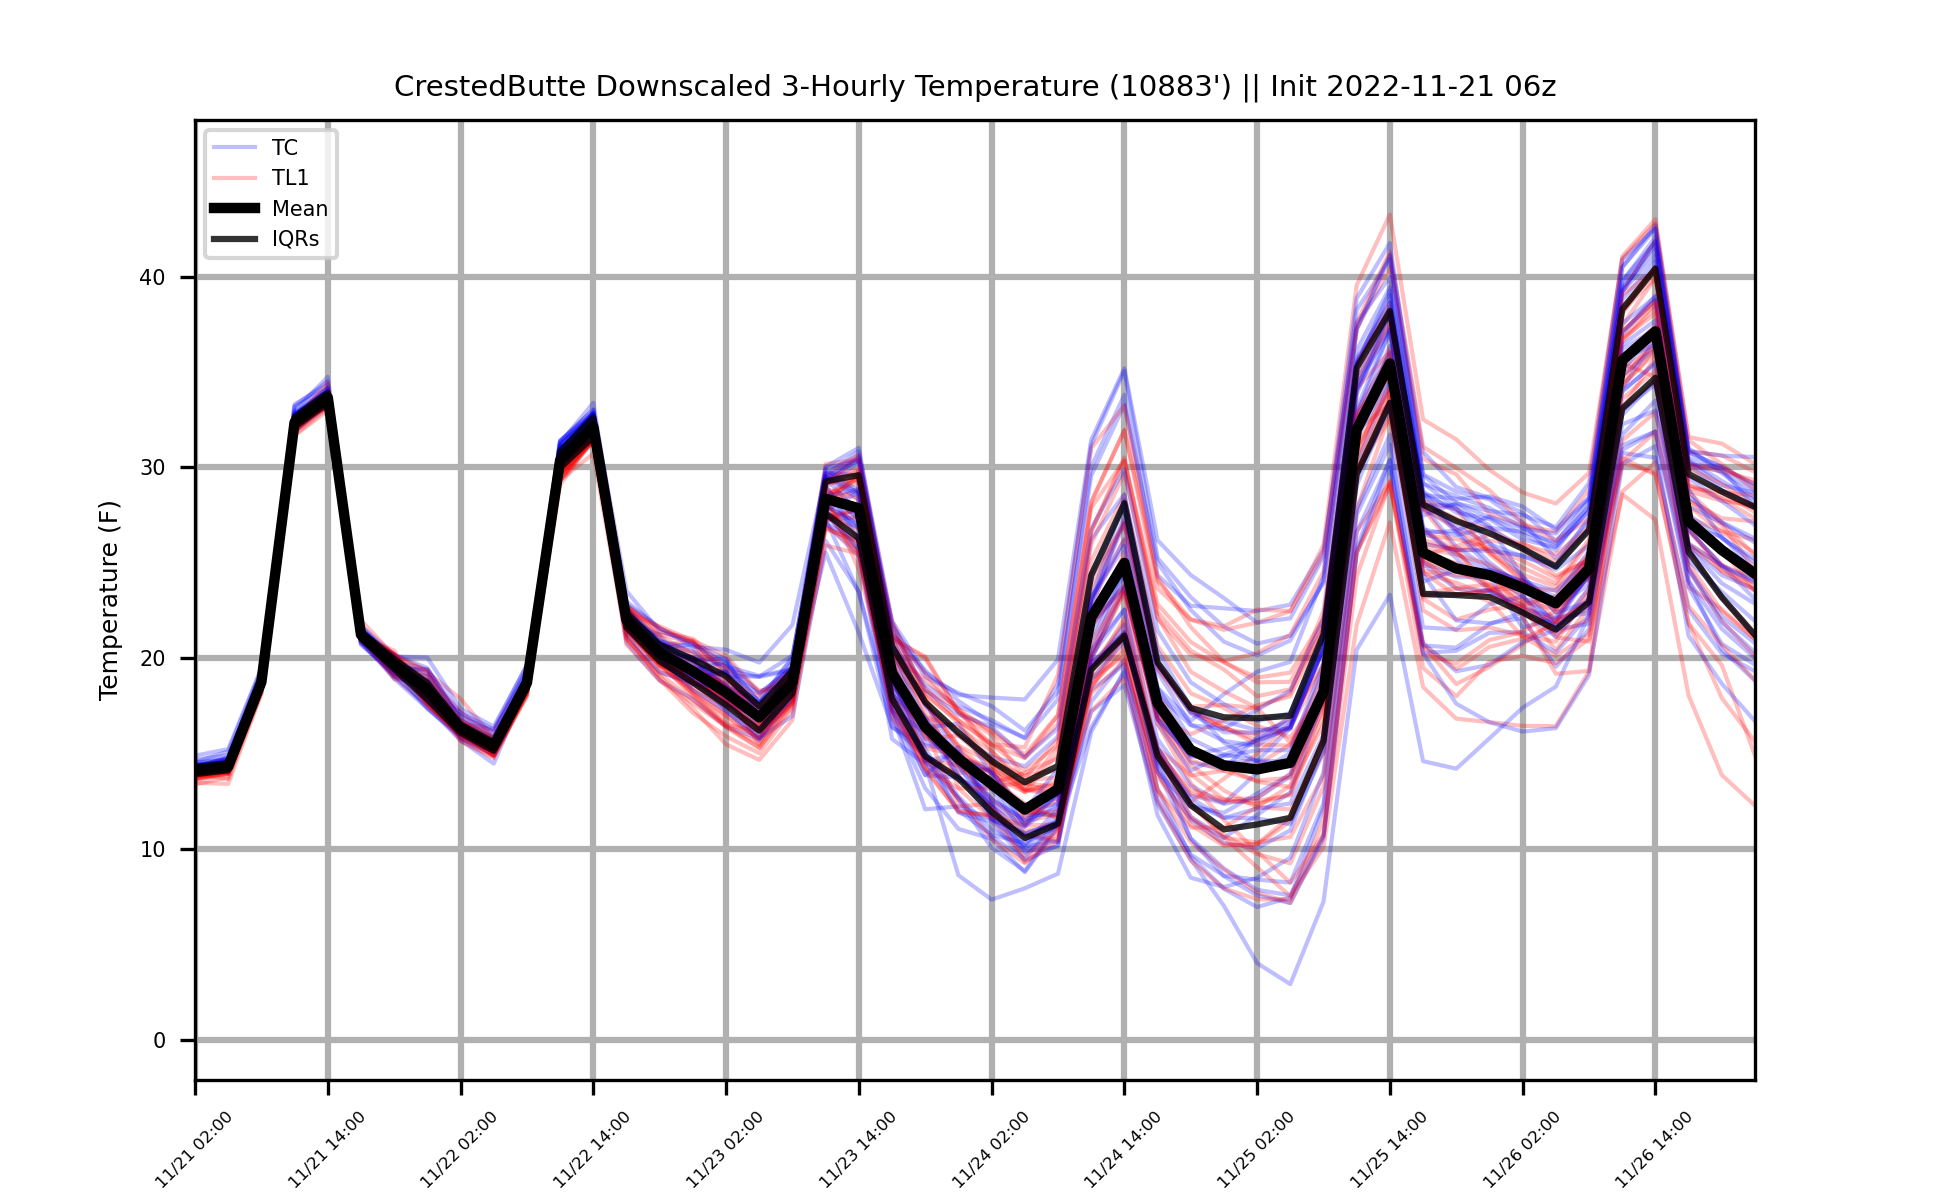 CrestedButte Downscaled 3-Hourly Temperature (10883') || Init 2022-11-21 06z
TC
TL1
Mean
IQRs
Temperature (F)
40
30
20
10
0
11/21 02:00
11/21 14:00
11/22 02:00
11/22 14:00
11/23 02:00
11/23 14:00
11/24 02:00
11/24 14:00
11/25 02:00
11/25 14:00
11/26 02:00
11/26 14:00